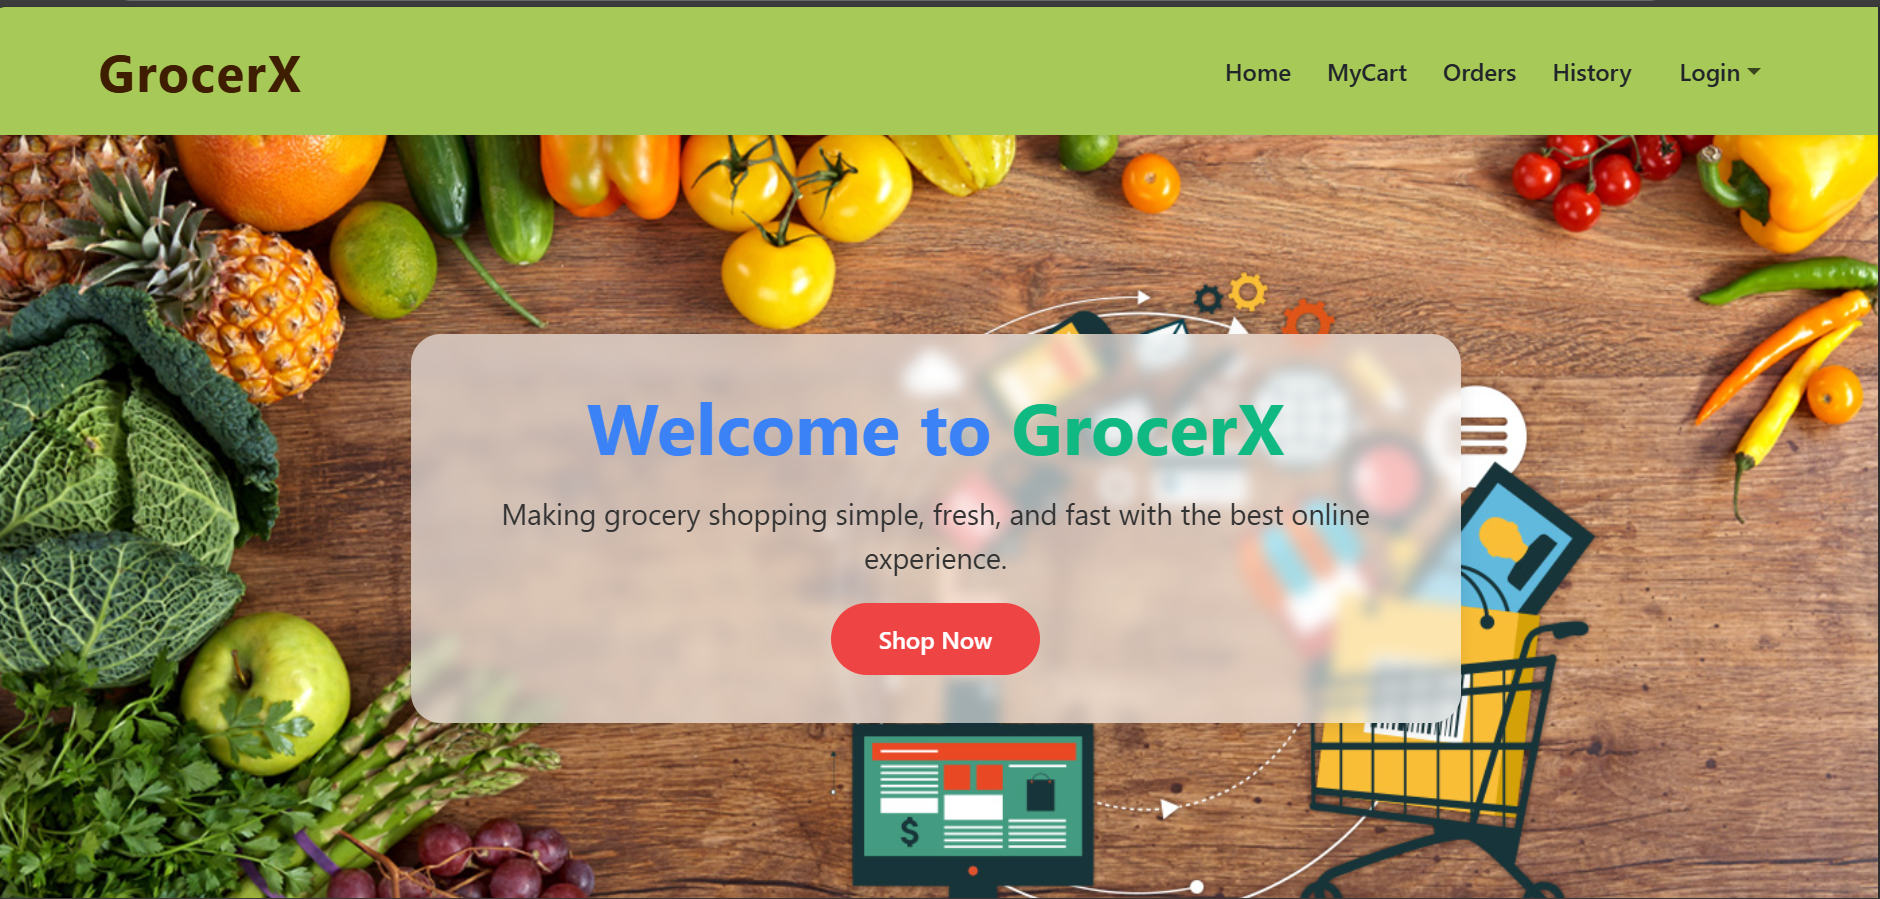 GrocerX
Home MyCart Orders History Login
Welcome to GrocerX
Making grocery shopping simple, fresh, and fast with the best online
experience.
Shop Now
$